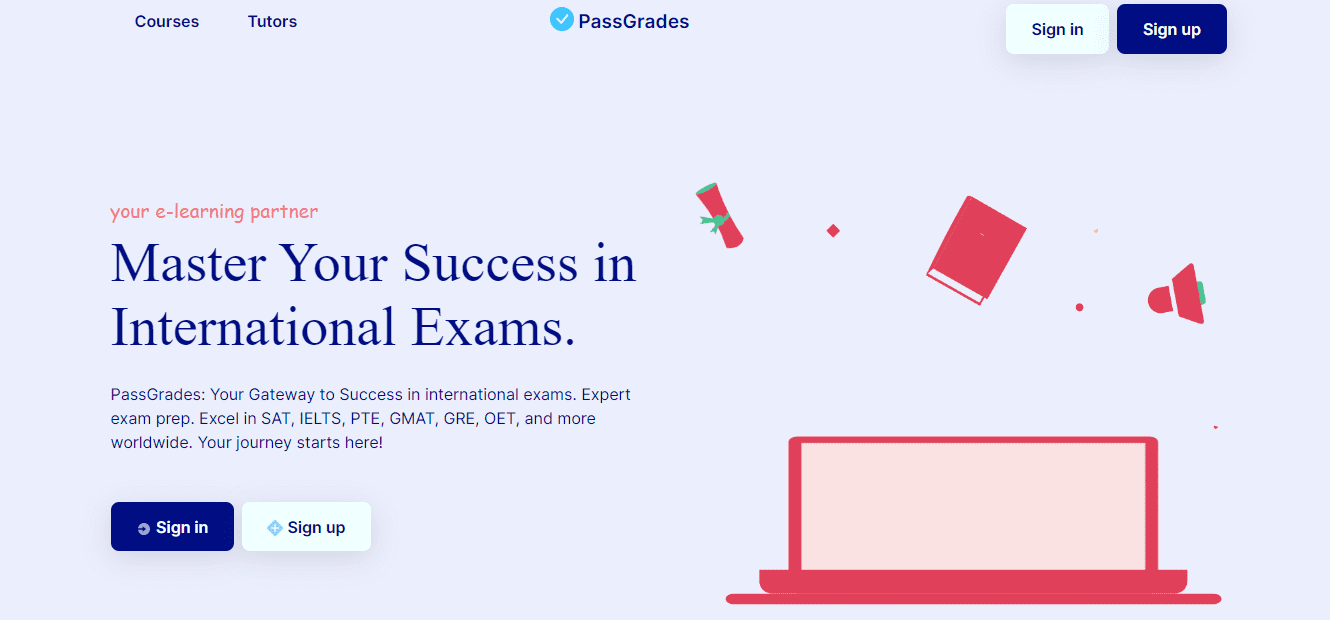 Courses Tutors PassGrades Sign in Sign up
your e-learning partner
Master Your Success in
International Exams.
PassGrades: Your Gateway to Success in international exams. Expert
exam prep. Excel in SAT, IELTS, PTE, GMAT, GRE, OET, and more
worldwide. Your journey starts here!
Sign in Sign up